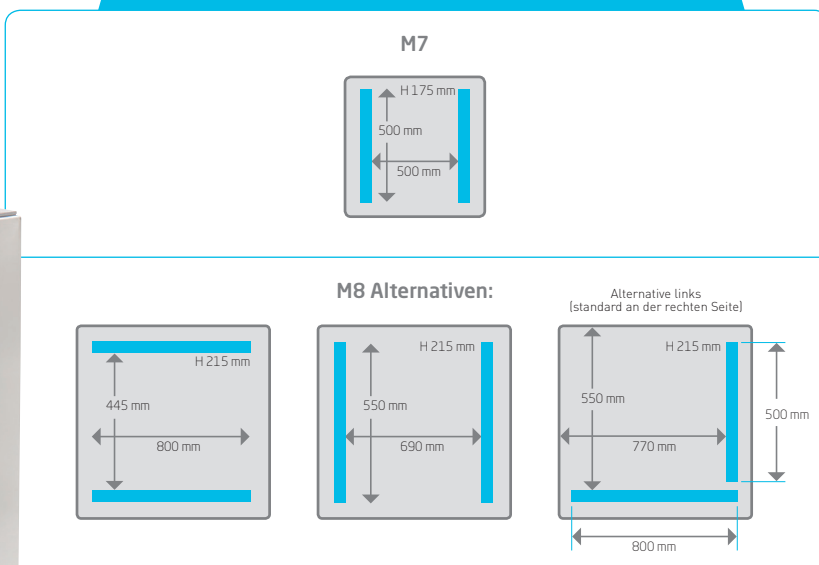 M7
H 175 mm
500 mm
500 mm
M8 Alternativen:
Alternative links
(standard an der rechten Seite)
H 215 mm
445 mm
800 mm
H 215 mm
550 mm
690 mm
H 215 mm
550 mm
770 mm
500 mm
800 mm